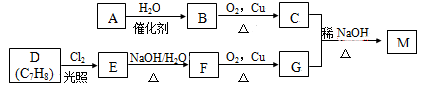 A H₂O 催化剂 B O₂，Cu △ C
稀 NaOH △ M
D (C₇H₈) Cl₂ 光照 E NaOH/H₂O △ F O₂，Cu △ G